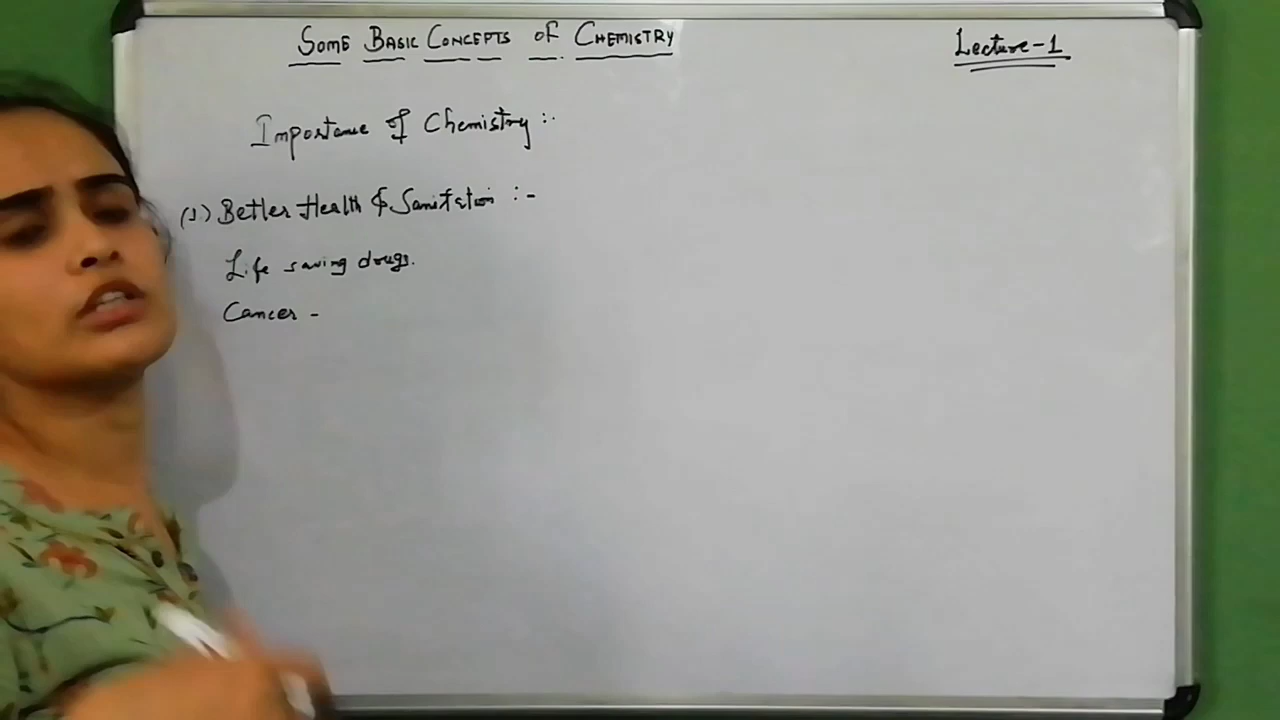 SOME BASIC CONCEPTS OF CHEMISTRY
Lecture-1
Importance of Chemistry :-
(1) Better Health & Sanitation :-
Life saving drugs.
Cancer -